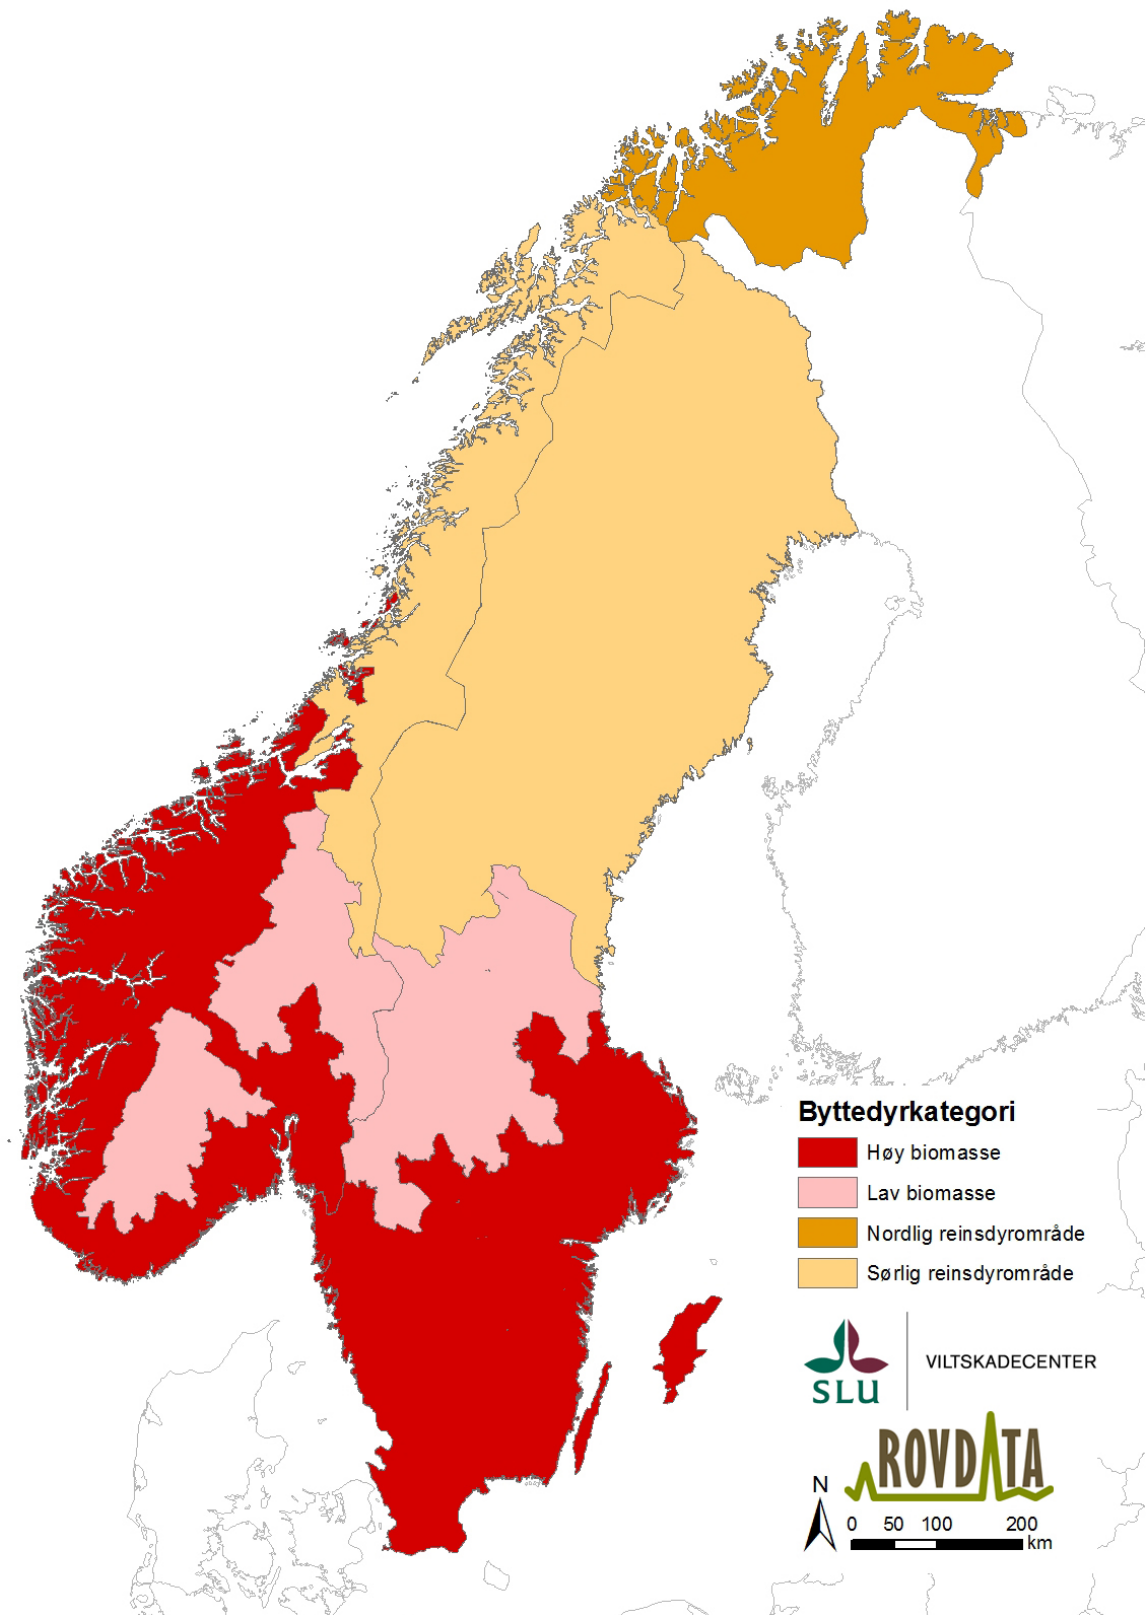 Byttedyrkategori
Høy biomasse
Lav biomasse
Nordlig reinsdyrområde
Sørlig reinsdyrområde
SLU
VILTSKADECENTER
ROVDATA
N
0 50 100 200
km